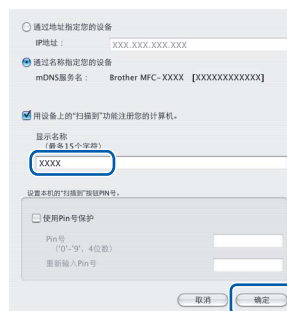 通过地址指定您的设备
IP地址： XXX.XXX.XXX.XXX
通过名称指定您的设备
mDNS服务名： Brother MFC-XXXX [XXXXXXXXXXXX]
用设备上的“扫描到”功能注册您的计算机。
显示名称
（最多15个字符）
XXXX
设置本机的“扫描到”按钮PIN号。
使用Pin号保护
Pin号
（'0'-'9'，4位数）
重新输入Pin号
取消 确定